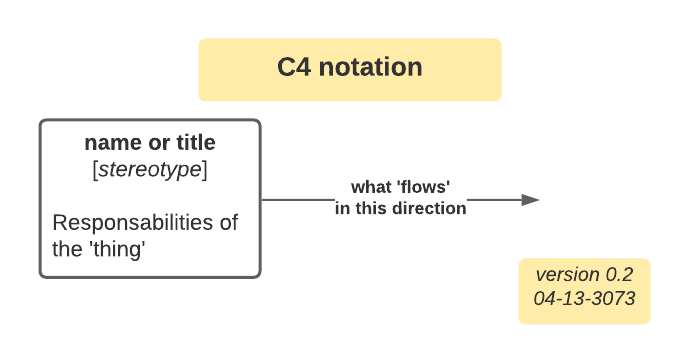 C4 notation
name or title
[stereotype]
Responsabilities of
the 'thing'
what 'flows'
in this direction
version 0.2
04-13-3073